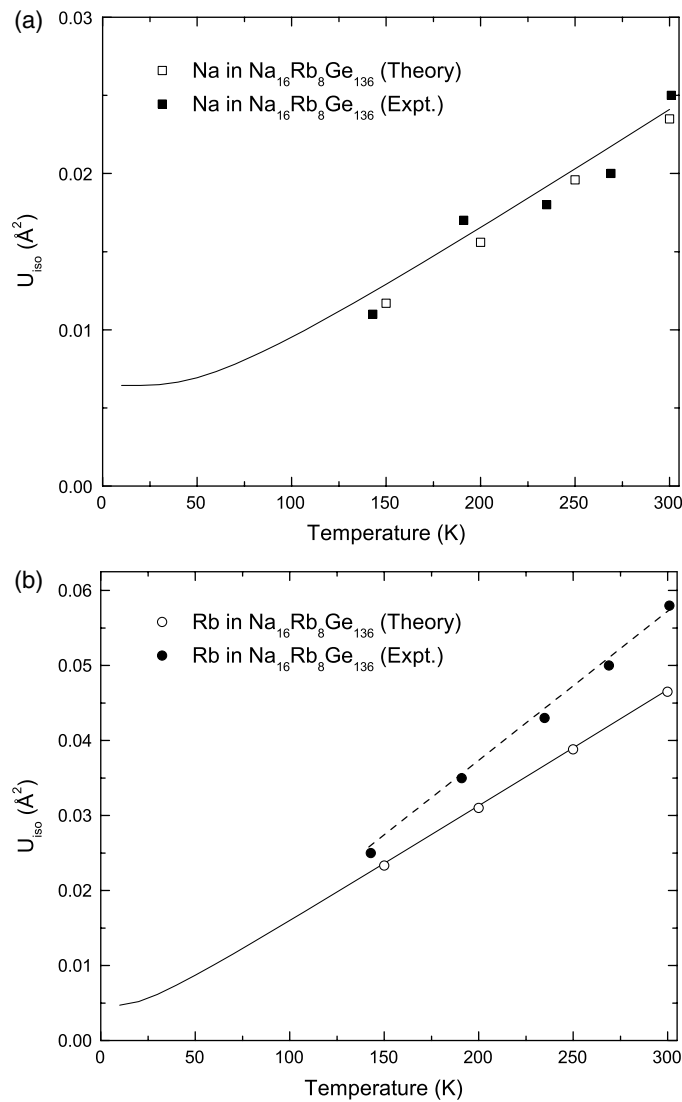 (a)
0.03
0.02
0.01
0.00
U_iso (Å²)
□ Na in Na₁₆Rb₈Ge₁₃₆ (Theory)
■ Na in Na₁₆Rb₈Ge₁₃₆ (Expt.)
0 50 100 150 200 250 300
Temperature (K)
(b)
0.06
0.05
0.04
0.03
0.02
0.01
0.00
U_iso (Å²)
○ Rb in Na₁₆Rb₈Ge₁₃₆ (Theory)
● Rb in Na₁₆Rb₈Ge₁₃₆ (Expt.)
0 50 100 150 200 250 300
Temperature (K)